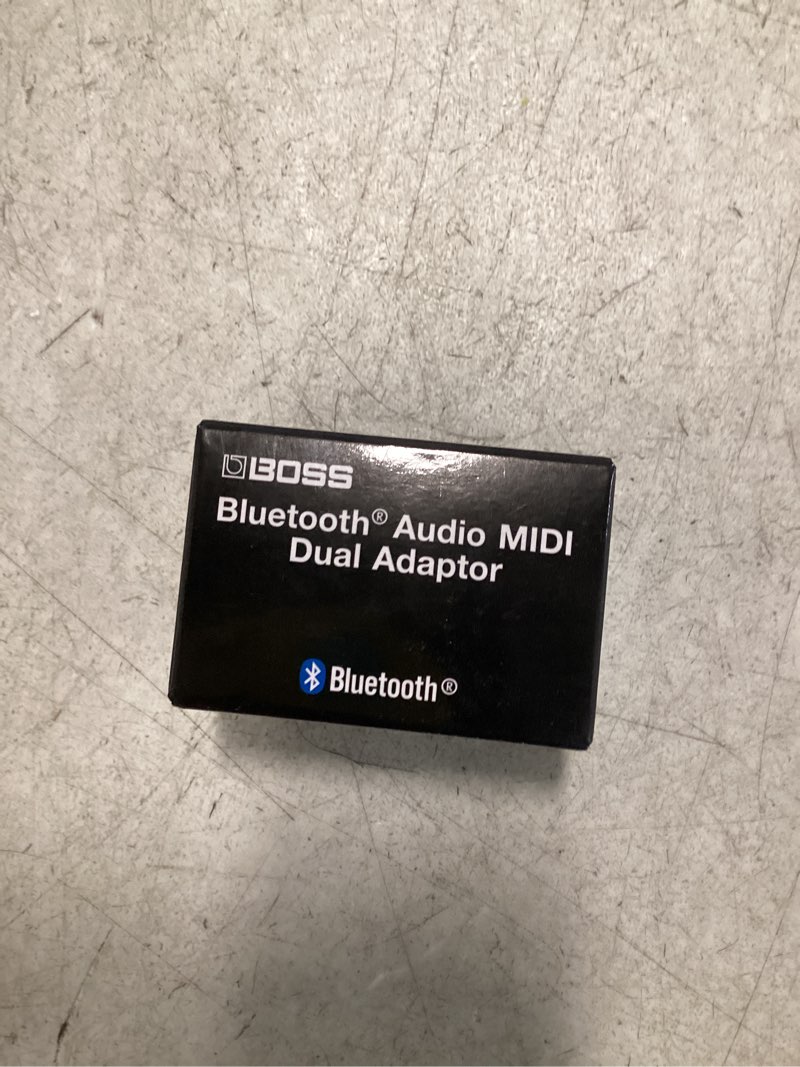 BOSS
Bluetooth® Audio MIDI
Dual Adaptor
Bluetooth®